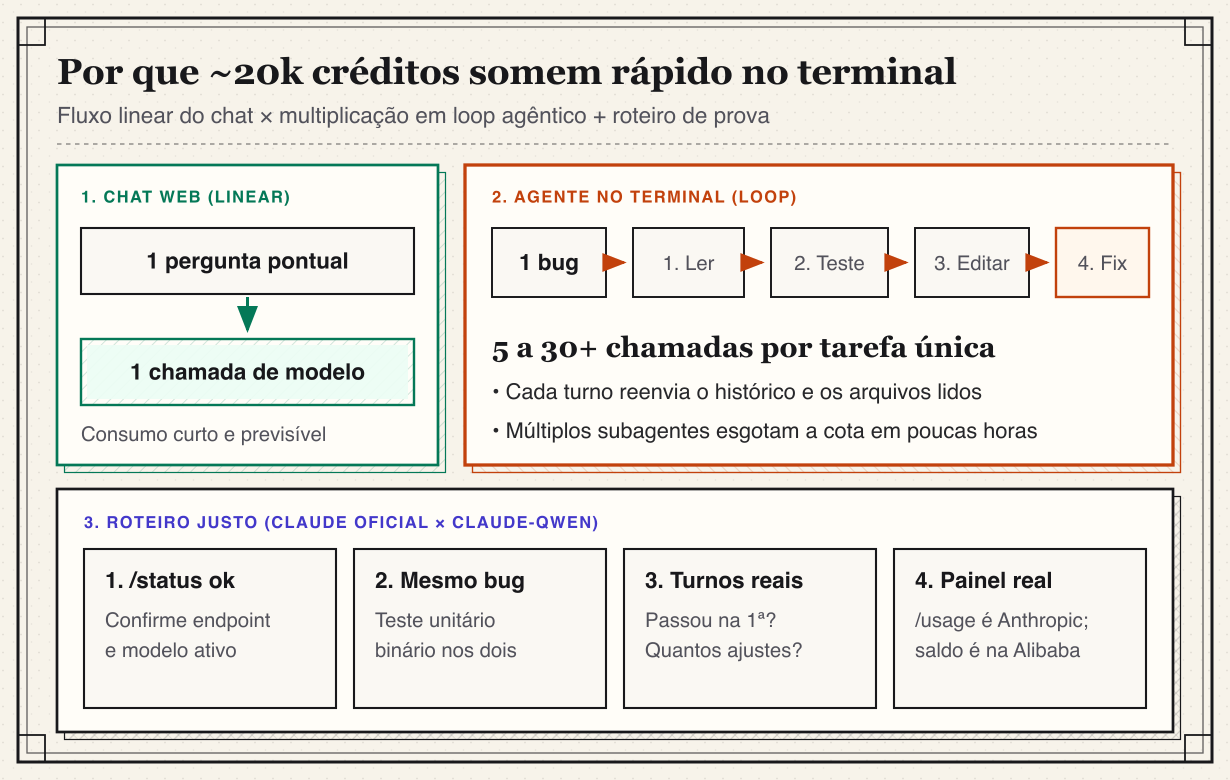 Por que ~20k créditos somem rápido no terminal
Fluxo linear do chat × multiplicação em loop agêntico + roteiro de prova
1. CHAT WEB (LINEAR)
1 pergunta pontual
1 chamada de modelo
Consumo curto e previsível
2. AGENTE NO TERMINAL (LOOP)
1 bug
1. Ler
2. Teste
3. Editar
4. Fix
5 a 30+ chamadas por tarefa única
• Cada turno reenvia o histórico e os arquivos lidos
• Múltiplos subagentes esgotam a cota em poucas horas
3. ROTEIRO JUSTO (CLAUDE OFICIAL × CLAUDE-QWEN)
1. /status ok
Confirme endpoint
e modelo ativo
2. Mesmo bug
Teste unitário
binário nos dois
3. Turnos reais
Passou na 1ª?
Quantos ajustes?
4. Painel real
/usage é Anthropic;
saldo é na Alibaba